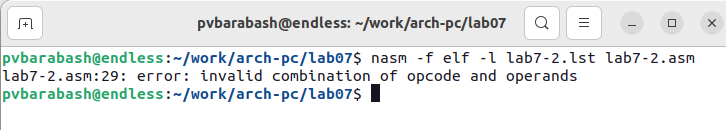 pvbarabash@endless: ~/work/arch-pc/lab07
pvbarabash@endless:~/work/arch-pc/lab07$ nasm -f elf -l lab7-2.lst lab7-2.asm
lab7-2.asm:29: error: invalid combination of opcode and operands
pvbarabash@endless:~/work/arch-pc/lab07$